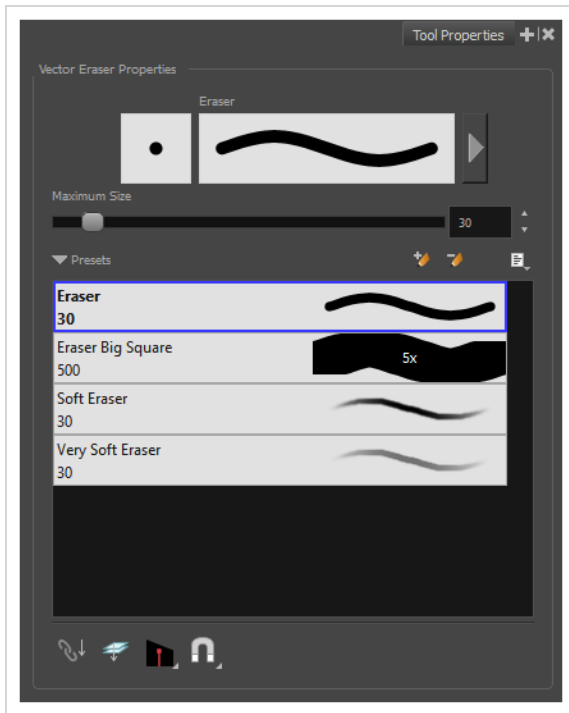 Tool Properties
Vector Eraser Properties
Eraser
Maximum Size
30
Presets
Eraser
30
Eraser Big Square
500
5x
Soft Eraser
30
Very Soft Eraser
30